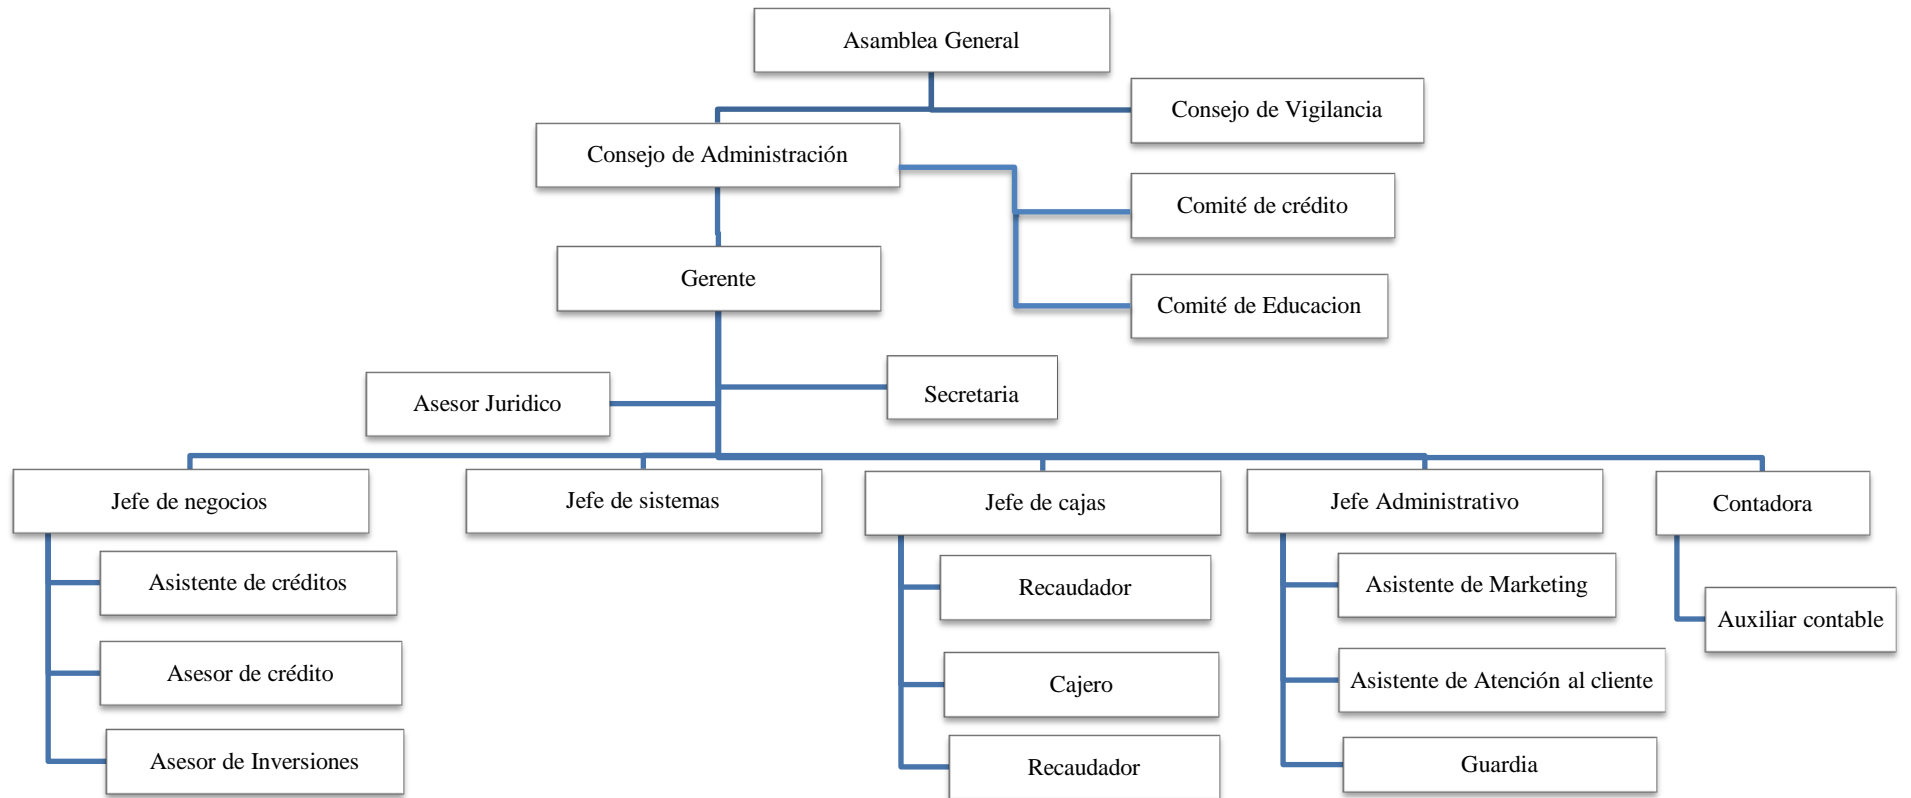 Asamblea General
Consejo de Vigilancia
Consejo de Administración
Comité de crédito
Gerente
Comité de Educacion
Secretaria
Asesor Juridico
Jefe de negocios
Jefe de sistemas
Jefe de cajas
Jefe Administrativo
Contadora
Asistente de créditos
Recaudador
Asistente de Marketing
Auxiliar contable
Asesor de crédito
Cajero
Asistente de Atención al cliente
Asesor de Inversiones
Recaudador
Guardia